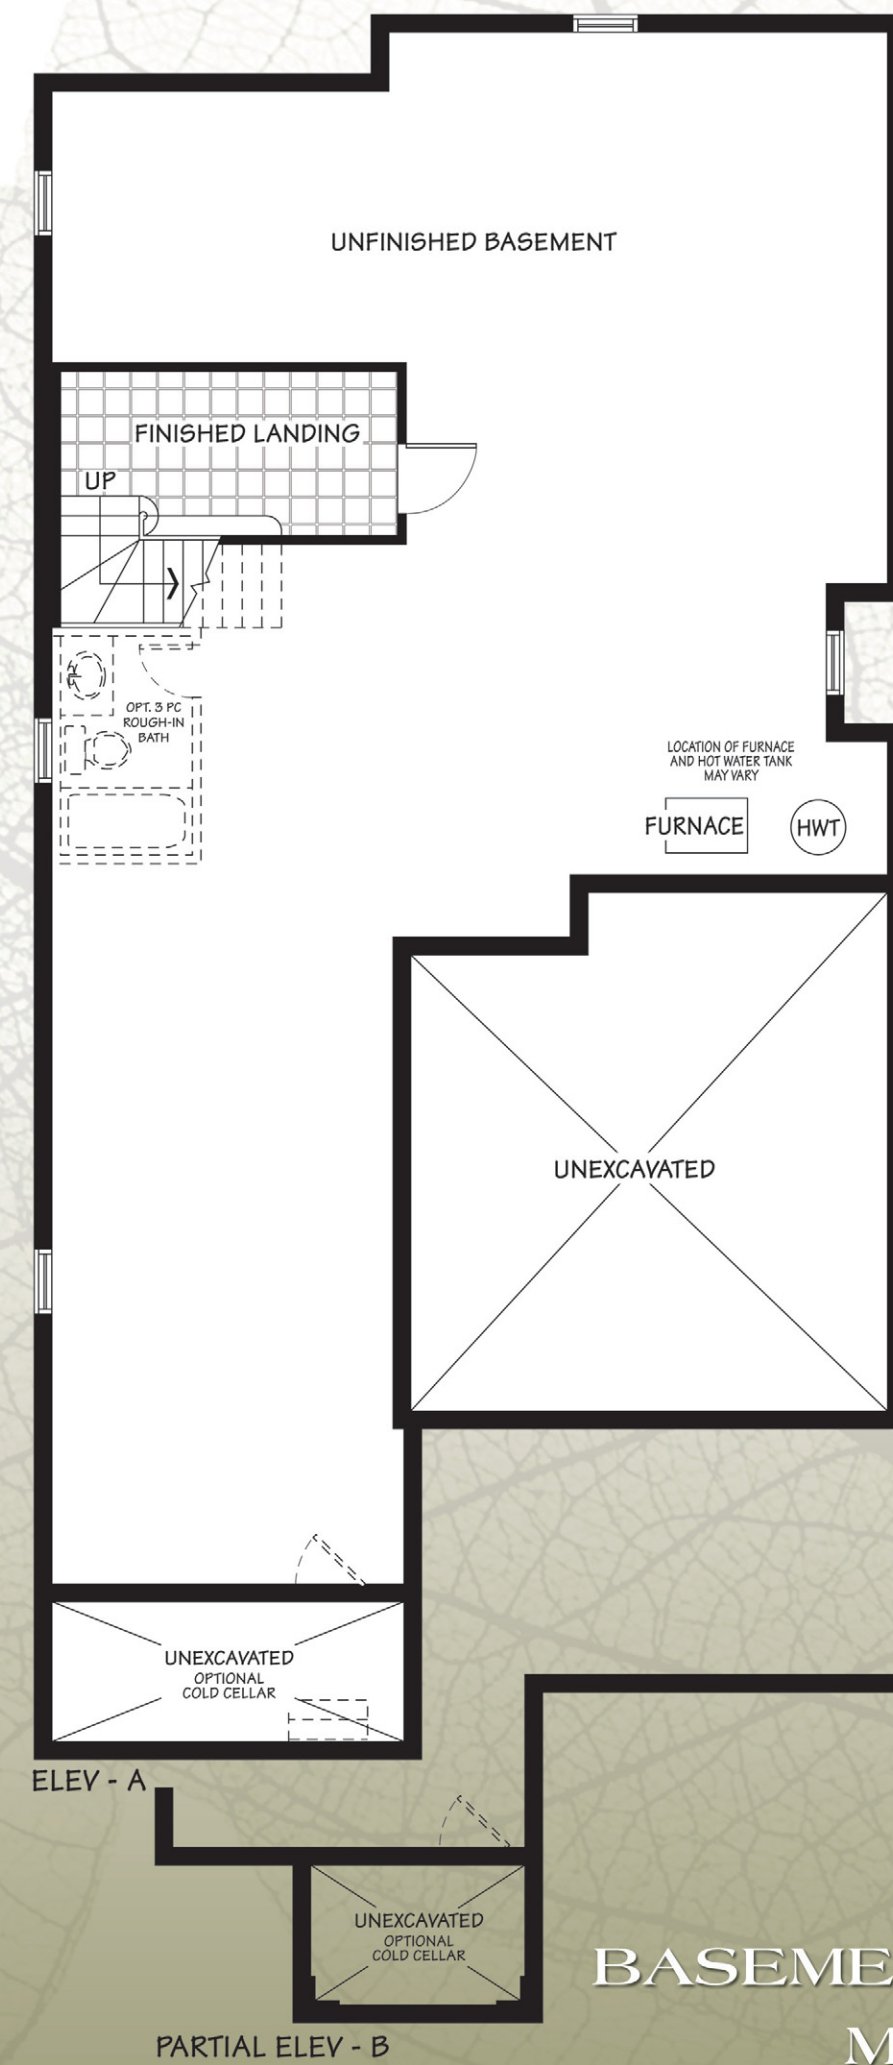 UNFINISHED BASEMENT
FINISHED LANDING
UP
OPT. 3 PC
ROUGH-IN
BATH
LOCATION OF FURNACE
AND HOT WATER TANK
MAY VARY
FURNACE
HWT
UNEXCAVATED
UNEXCAVATED
OPTIONAL
COLD CELLAR
ELEV - A
UNEXCAVATED
OPTIONAL
COLD CELLAR
BASEME
M
PARTIAL ELEV - B